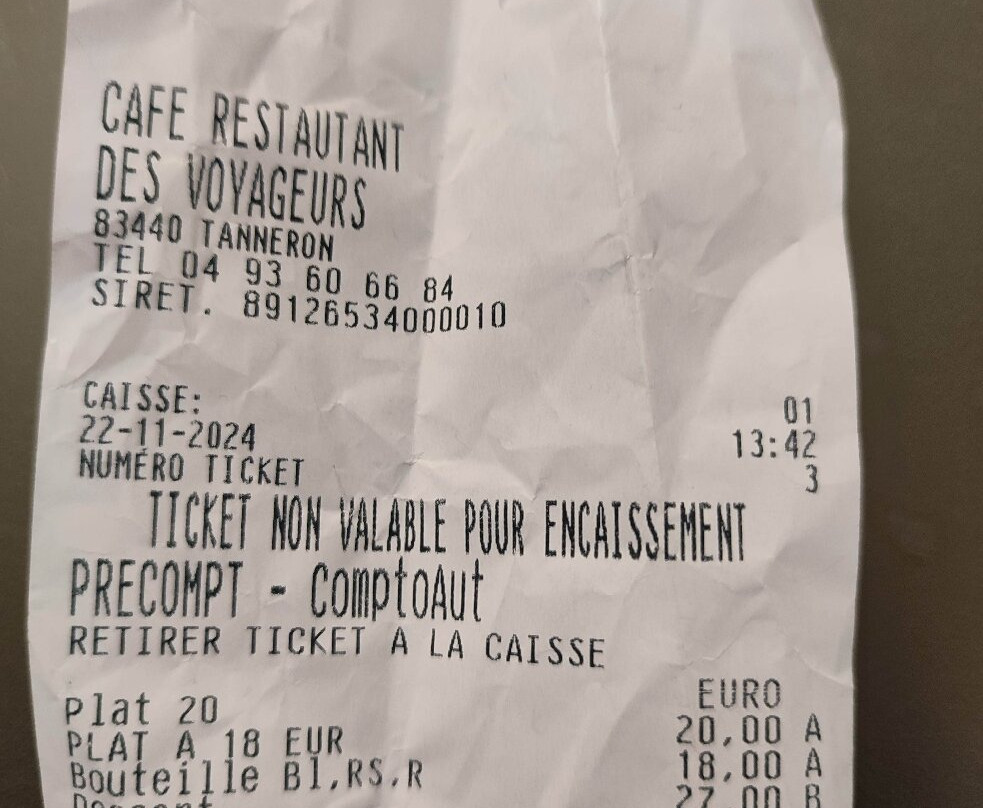 CAFE RESTAUTANT
DES VOYAGEURS
83440 TANNERON
TEL 04 93 60 66 84
SIRET. 89126534000010
CAISSE: 01
22-11-2024 13:42
NUMÉRO TICKET 3
TICKET NON VALABLE POUR ENCAISSEMENT
PRECOMPT - ComptoAut
RETIRER TICKET A LA CAISSE
EURO
Plat 20 20,00 A
PLAT A 18 EUR 18,00 A
Bouteille Bl,RS,R 27,00 B